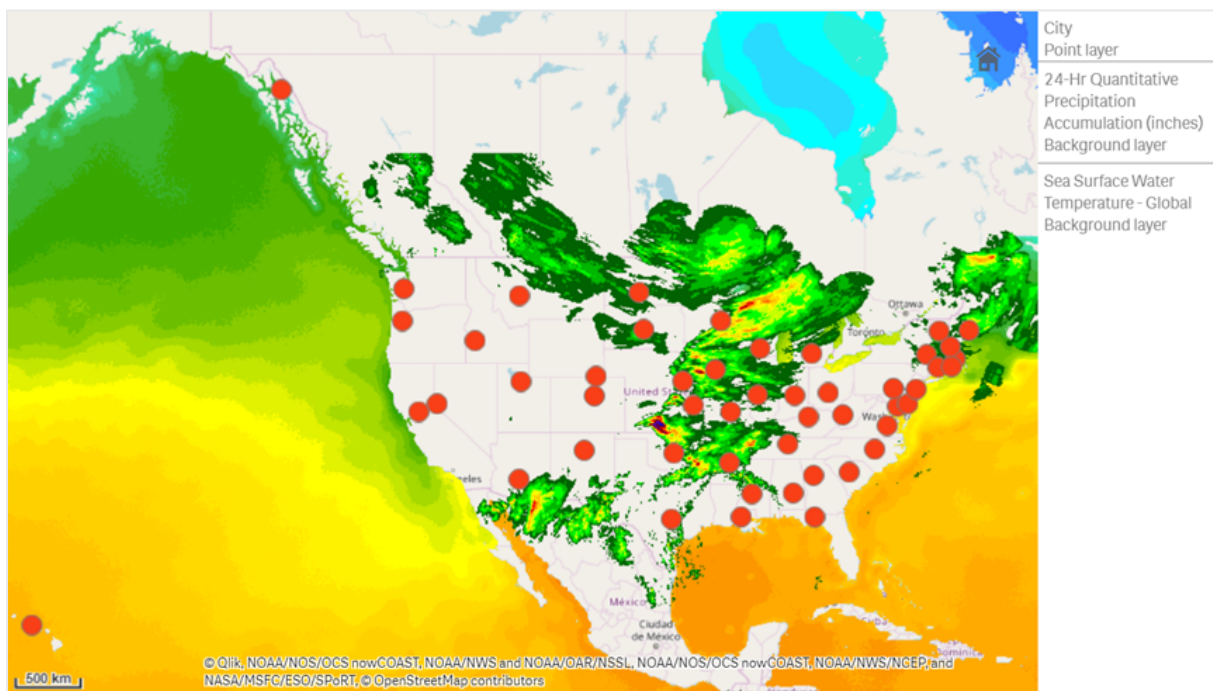 City
Point layer
24-Hr Quantitative
Precipitation
Accumulation (inches)
Background layer
Sea Surface Water
Temperature - Global
Background layer
Ottawa
Toronto
United
México
Ciudad
de México
Cuba
© Qlik, NOAA/NOS/OCS nowCOAST, NOAA/NWS and NOAA/OAR/NSSL, NOAA/NOS/OCS nowCOAST, NOAA/NWS/NCEP, and
NASA/MSFC/ESO/SPoRT, © OpenStreetMap contributors
500 km